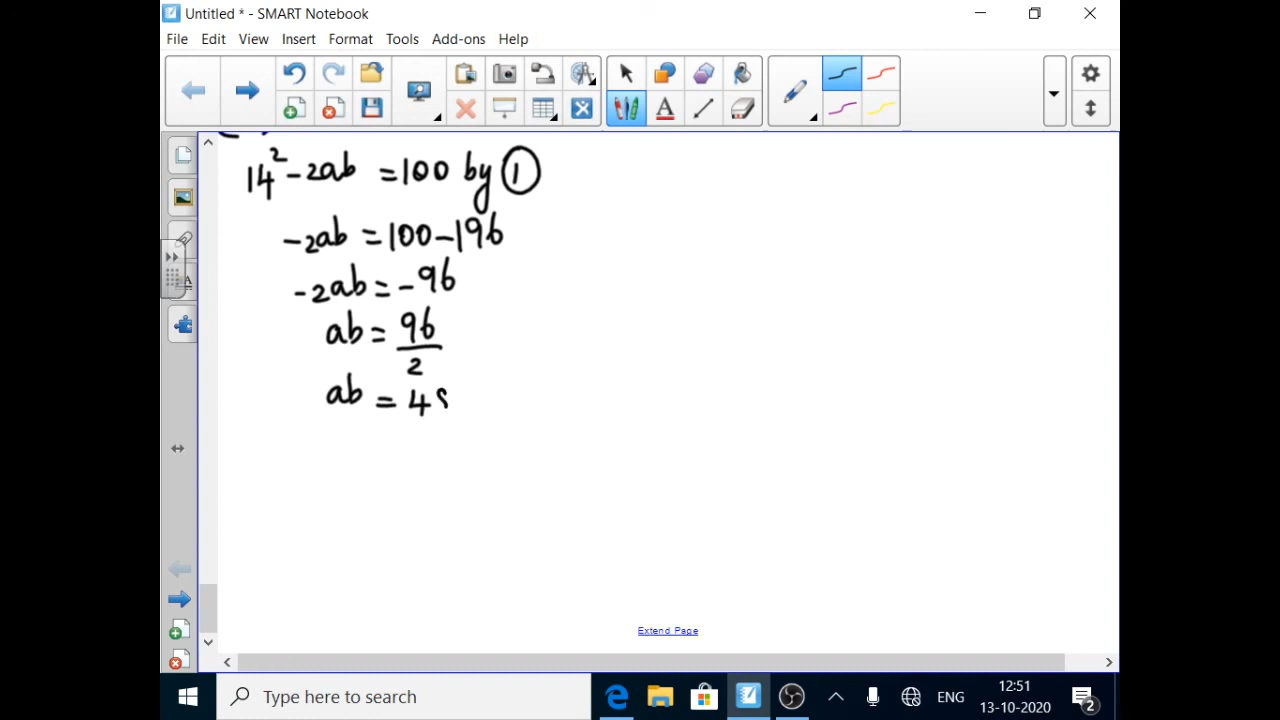 Untitled * - SMART Notebook
File Edit View Insert Format Tools Add-ons Help
14² - 2ab = 100 by ①
-2ab = 100 - 196
-2ab = -96
ab = 96/2
ab = 4
Extend Page
Type here to search
ENG
12:51
13-10-2020
2